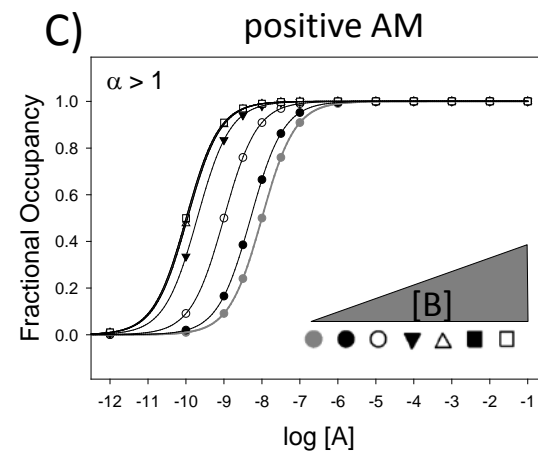 C)
positive AM
α > 1
Fractional Occupancy
1.0
0.8
0.6
0.4
0.2
0.0
[B]
-12 -11 -10 -9 -8 -7 -6 -5 -4 -3 -2 -1
log [A]